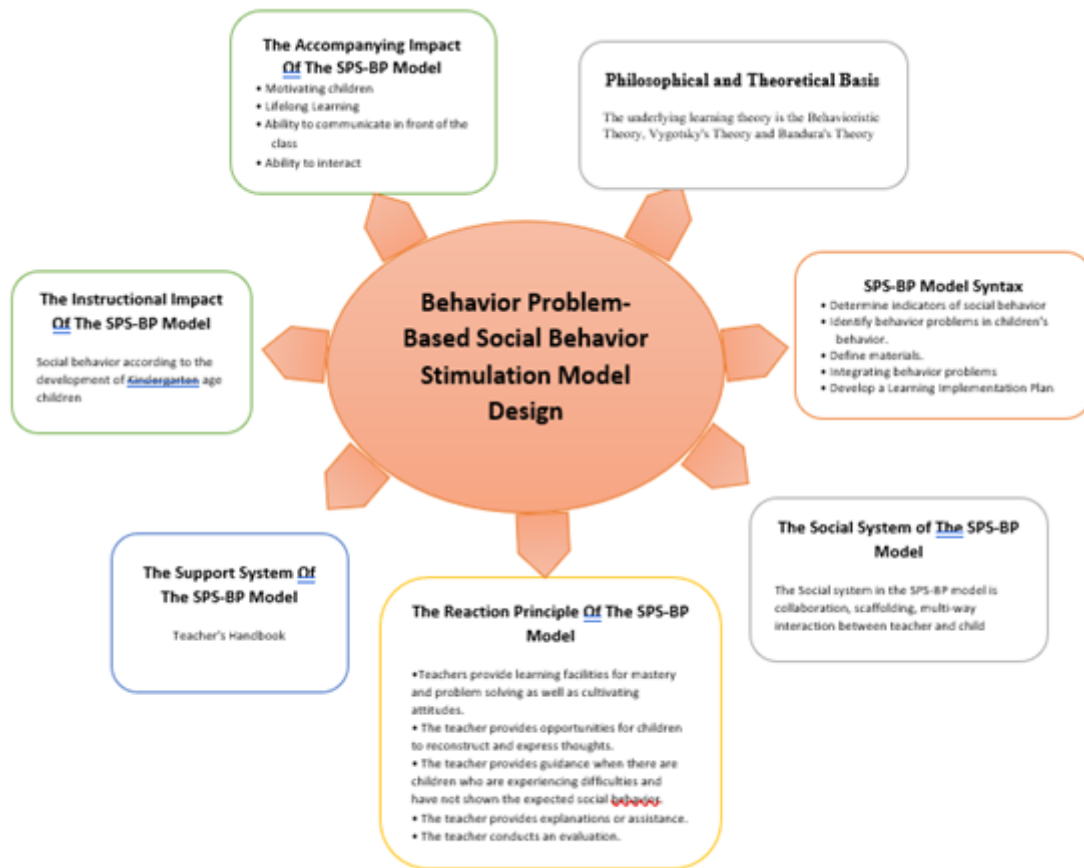 The Accompanying Impact
Of The SPS-BP Model
• Motivating children
• Lifelong Learning
• Ability to communicate in front of the
class
• Ability to interact
Philosophical and Theoretical Basis
The underlying learning theory is the Behavioristic
Theory, Vygotsky's Theory and Bandura's Theory
The Instructional Impact
Of The SPS-BP Model
Social behavior according to the
development of Kindergarten age
children
Behavior Problem-
Based Social Behavior
Stimulation Model
Design
SPS-BP Model Syntax
• Determine indicators of social behavior
• Identify behavior problems in children's
behavior.
• Define materials.
• Integrating behavior problems
• Develop a Learning Implementation Plan
The Support System Of
The SPS-BP Model
Teacher's Handbook
The Reaction Principle Of The SPS-BP
Model
•Teachers provide learning facilities for mastery
and problem solving as well as cultivating
attitudes.
• The teacher provides opportunities for children
to reconstruct and express thoughts.
• The teacher provides guidance when there are
children who are experiencing difficulties and
have not shown the expected social behavior.
• The teacher provides explanations or assistance.
• The teacher conducts an evaluation.
The Social System of The SPS-BP
Model
The Social system in the SPS-BP model is
collaboration, scaffolding, multi-way
interaction between teacher and child